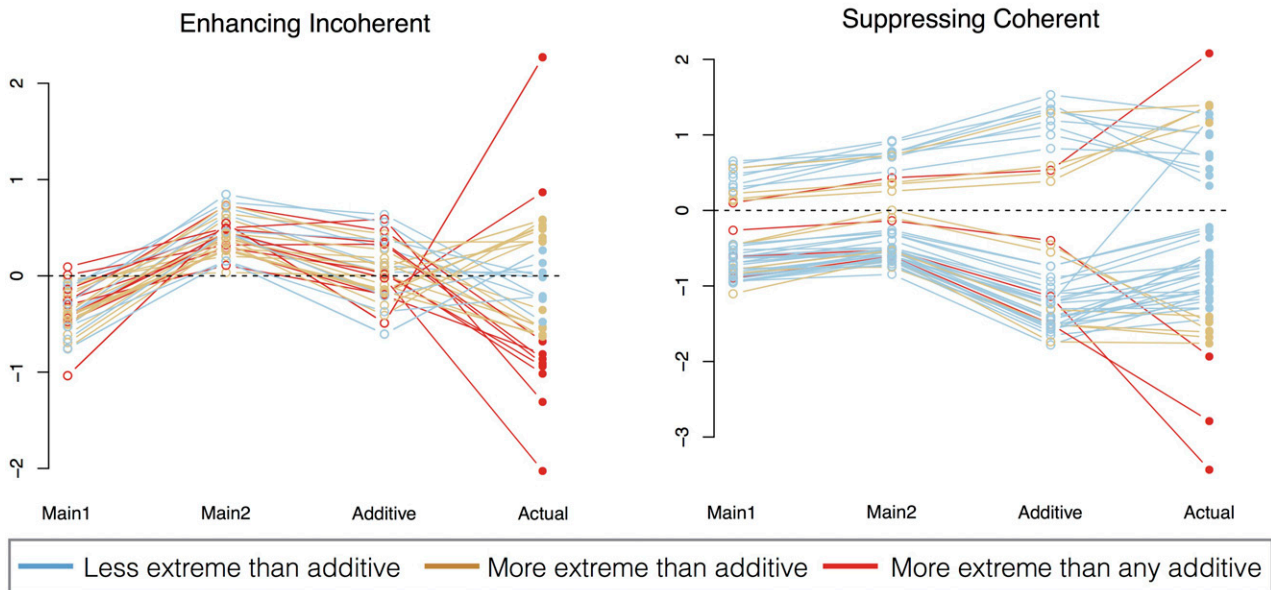 Enhancing Incoherent
2
1
0
−1
−2
Main1 Main2 Additive Actual
Suppressing Coherent
2
1
0
−1
−2
−3
Main1 Main2 Additive Actual
Less extreme than additive More extreme than additive More extreme than any additive